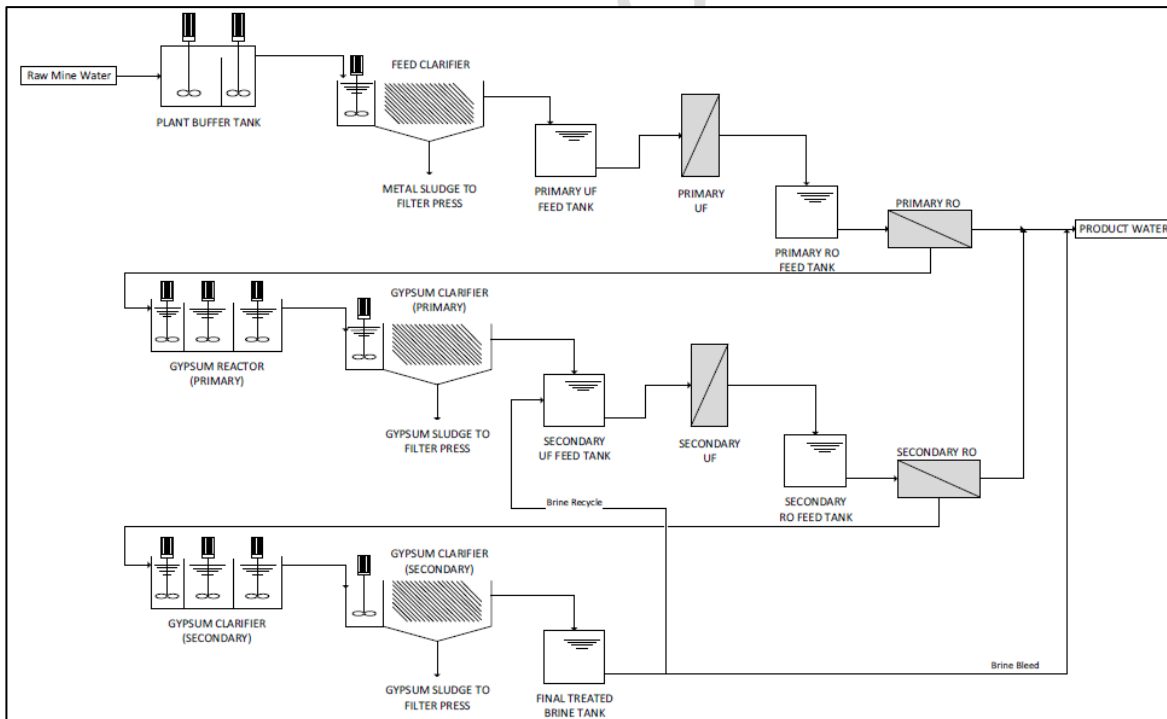 Raw Mine Water
PLANT BUFFER TANK
FEED CLARIFIER
METAL SLUDGE TO
FILTER PRESS
PRIMARY UF
FEED TANK
PRIMARY
UF
PRIMARY RO
FEED TANK
PRIMARY RO
PRODUCT WATER
GYPSUM REACTOR
(PRIMARY)
GYPSUM CLARIFIER
(PRIMARY)
GYPSUM SLUDGE TO
FILTER PRESS
SECONDARY
UF FEED TANK
SECONDARY
UF
SECONDARY
RO FEED TANK
SECONDARY RO
Brine Recycle
GYPSUM CLARIFIER
(SECONDARY)
GYPSUM CLARIFIER
(SECONDARY)
GYPSUM SLUDGE TO
FILTER PRESS
FINAL TREATED
BRINE TANK
Brine Bleed